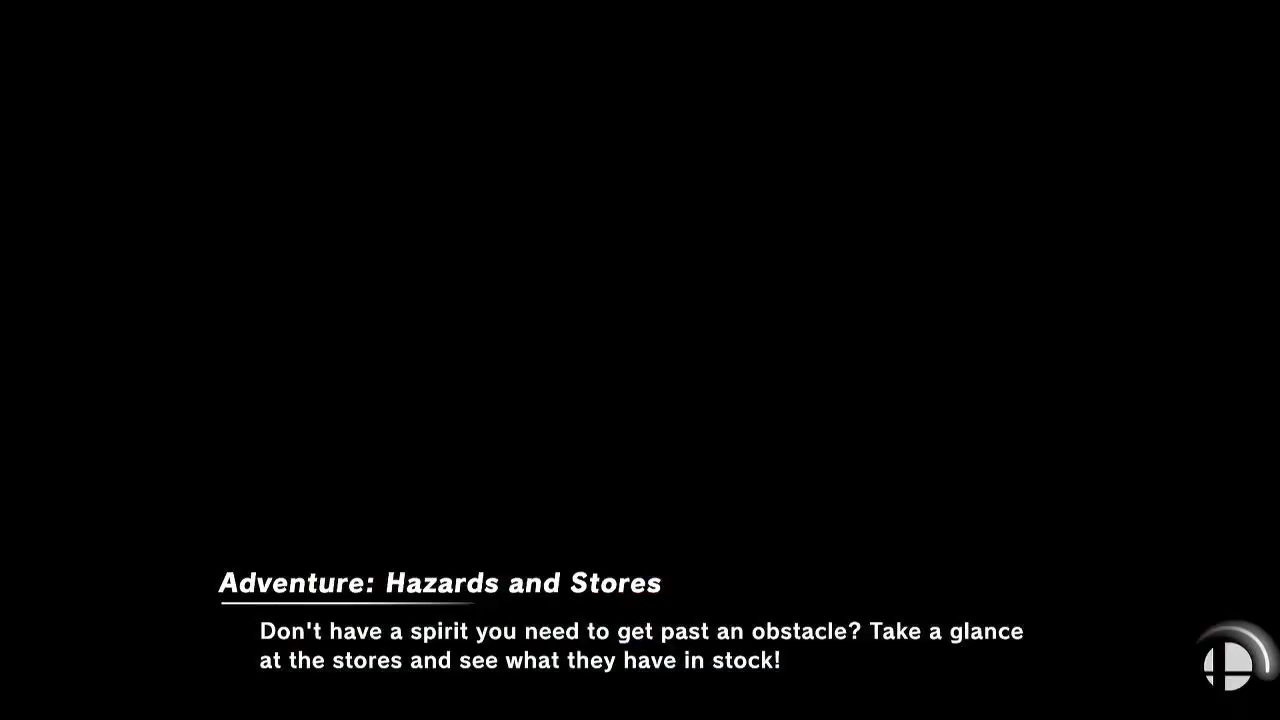 Adventure: Hazards and Stores
Don't have a spirit you need to get past an obstacle? Take a glance
at the stores and see what they have in stock!